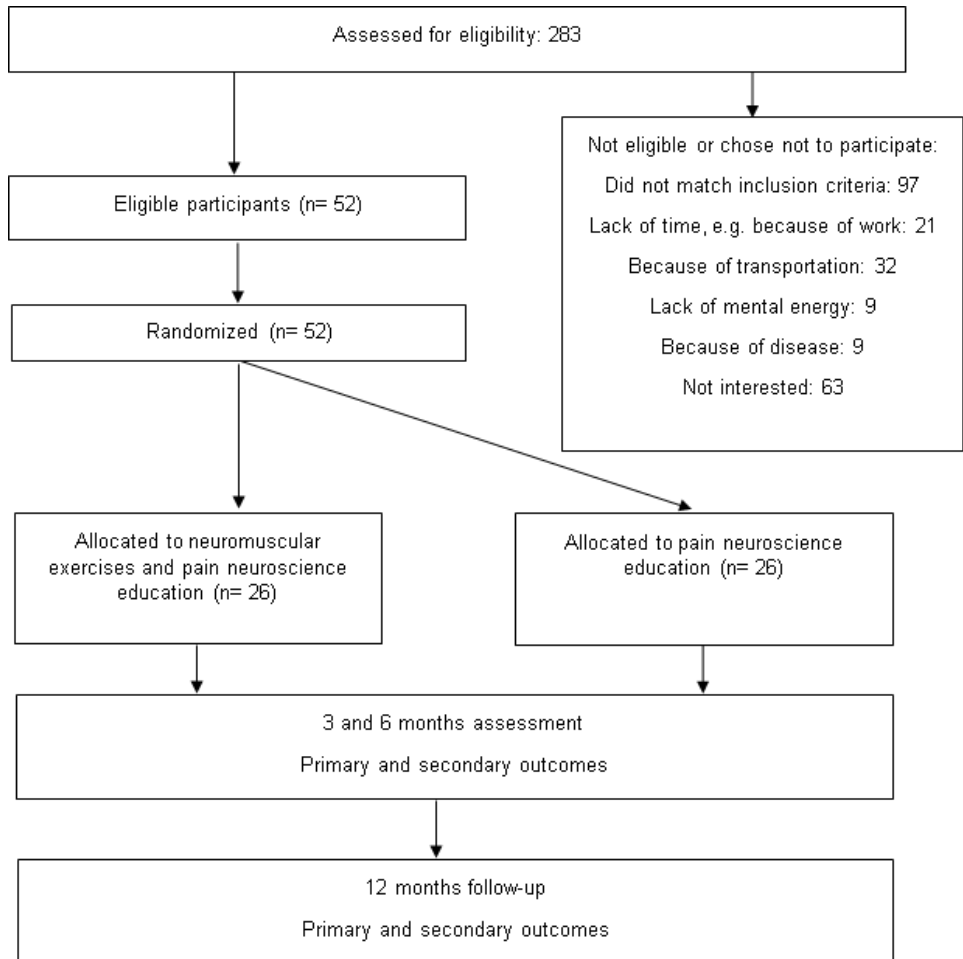 Assessed for eligibility: 283
Not eligible or chose not to participate:
Did not match inclusion criteria: 97
Lack of time, e.g. because of work: 21
Because of transportation: 32
Lack of mental energy: 9
Because of disease: 9
Not interested: 63
Eligible participants (n= 52)
Randomized (n= 52)
Allocated to neuromuscular
exercises and pain neuroscience
education (n= 26)
Allocated to pain neuroscience
education (n= 26)
3 and 6 months assessment
Primary and secondary outcomes
12 months follow-up
Primary and secondary outcomes